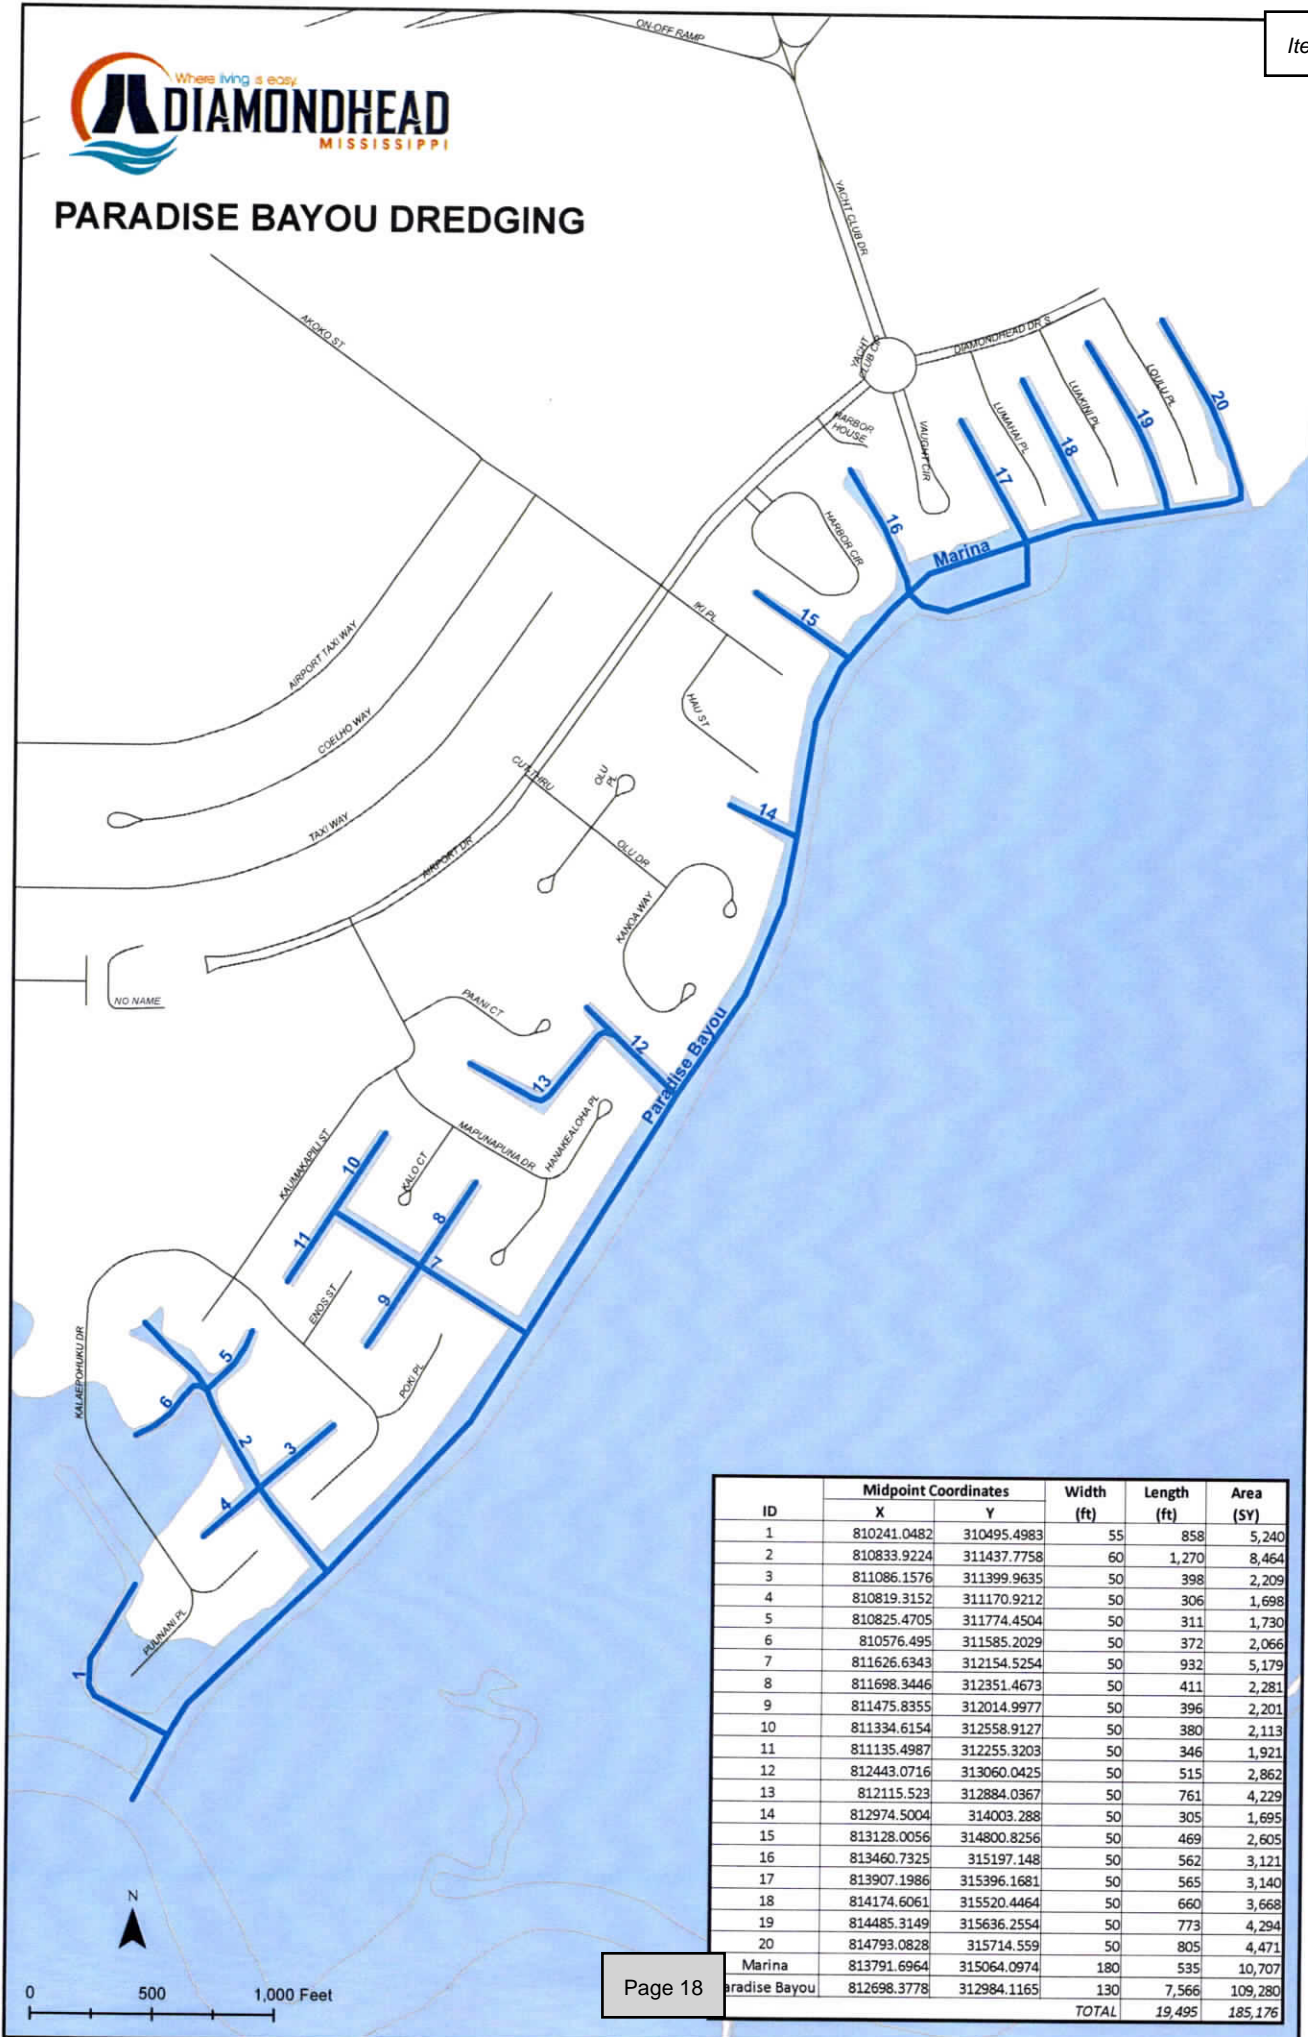 Ite
ON-OFF RAMP
Where living is easy
DIAMONDHEAD
MISSISSIPPI
PARADISE BAYOU DREDGING
YACHT CLUB DR
AKOKO ST
YACHT
CLUB CIR
DIAMONDHEAD DR S
LOULU PL
20
LUAKINI PL
19
LUMAHAI PL
18
HARBOR
HOUSE
VAUGHT CIR
17
16
HARBOR CIR
Marina
IKI PL
15
AIRPORT TAXI WAY
HAU ST
COELHO WAY
CUT THRU
OLU
PL
14
TAXI WAY
AIRPORT DR
OLU DR
KANOA WAY
NO NAME
PAANI CT
12
Paradise Bayou
13
HANAKEALOHA PL
MAPUNAPUNA DR
KAUMAKAPILI ST
KALO CT
10
8
11
7
9
ENOS ST
KALAEPOHUKU DR
5
POKI PL
6
2
3
4
PUUNANI PL
1
Midpoint Coordinates Width Length Area
ID X Y (ft) (ft) (SY)
1 810241.0482 310495.4983 55 858 5,240
2 810833.9224 311437.7758 60 1,270 8,464
3 811086.1576 311399.9635 50 398 2,209
4 810819.3152 311170.9212 50 306 1,698
5 810825.4705 311774.4504 50 311 1,730
6 810576.495 311585.2029 50 372 2,066
7 811626.6343 312154.5254 50 932 5,179
8 811698.3446 312351.4673 50 411 2,281
9 811475.8355 312014.9977 50 396 2,201
10 811334.6154 312558.9127 50 380 2,113
11 811135.4987 312255.3203 50 346 1,921
12 812443.0716 313060.0425 50 515 2,862
13 812115.523 312884.0367 50 761 4,229
14 812974.5004 314003.288 50 305 1,695
15 813128.0056 314800.8256 50 469 2,605
16 813460.7325 315197.148 50 562 3,121
17 813907.1986 315396.1681 50 565 3,140
18 814174.6061 315520.4464 50 660 3,668
19 814485.3149 315636.2554 50 773 4,294
20 814793.0828 315714.559 50 805 4,471
Marina 813791.6964 315064.0974 180 535 10,707
aradise Bayou 812698.3778 312984.1165 130 7,566 109,280
TOTAL 19,495 185,176
N
0 500 1,000 Feet
Page 18